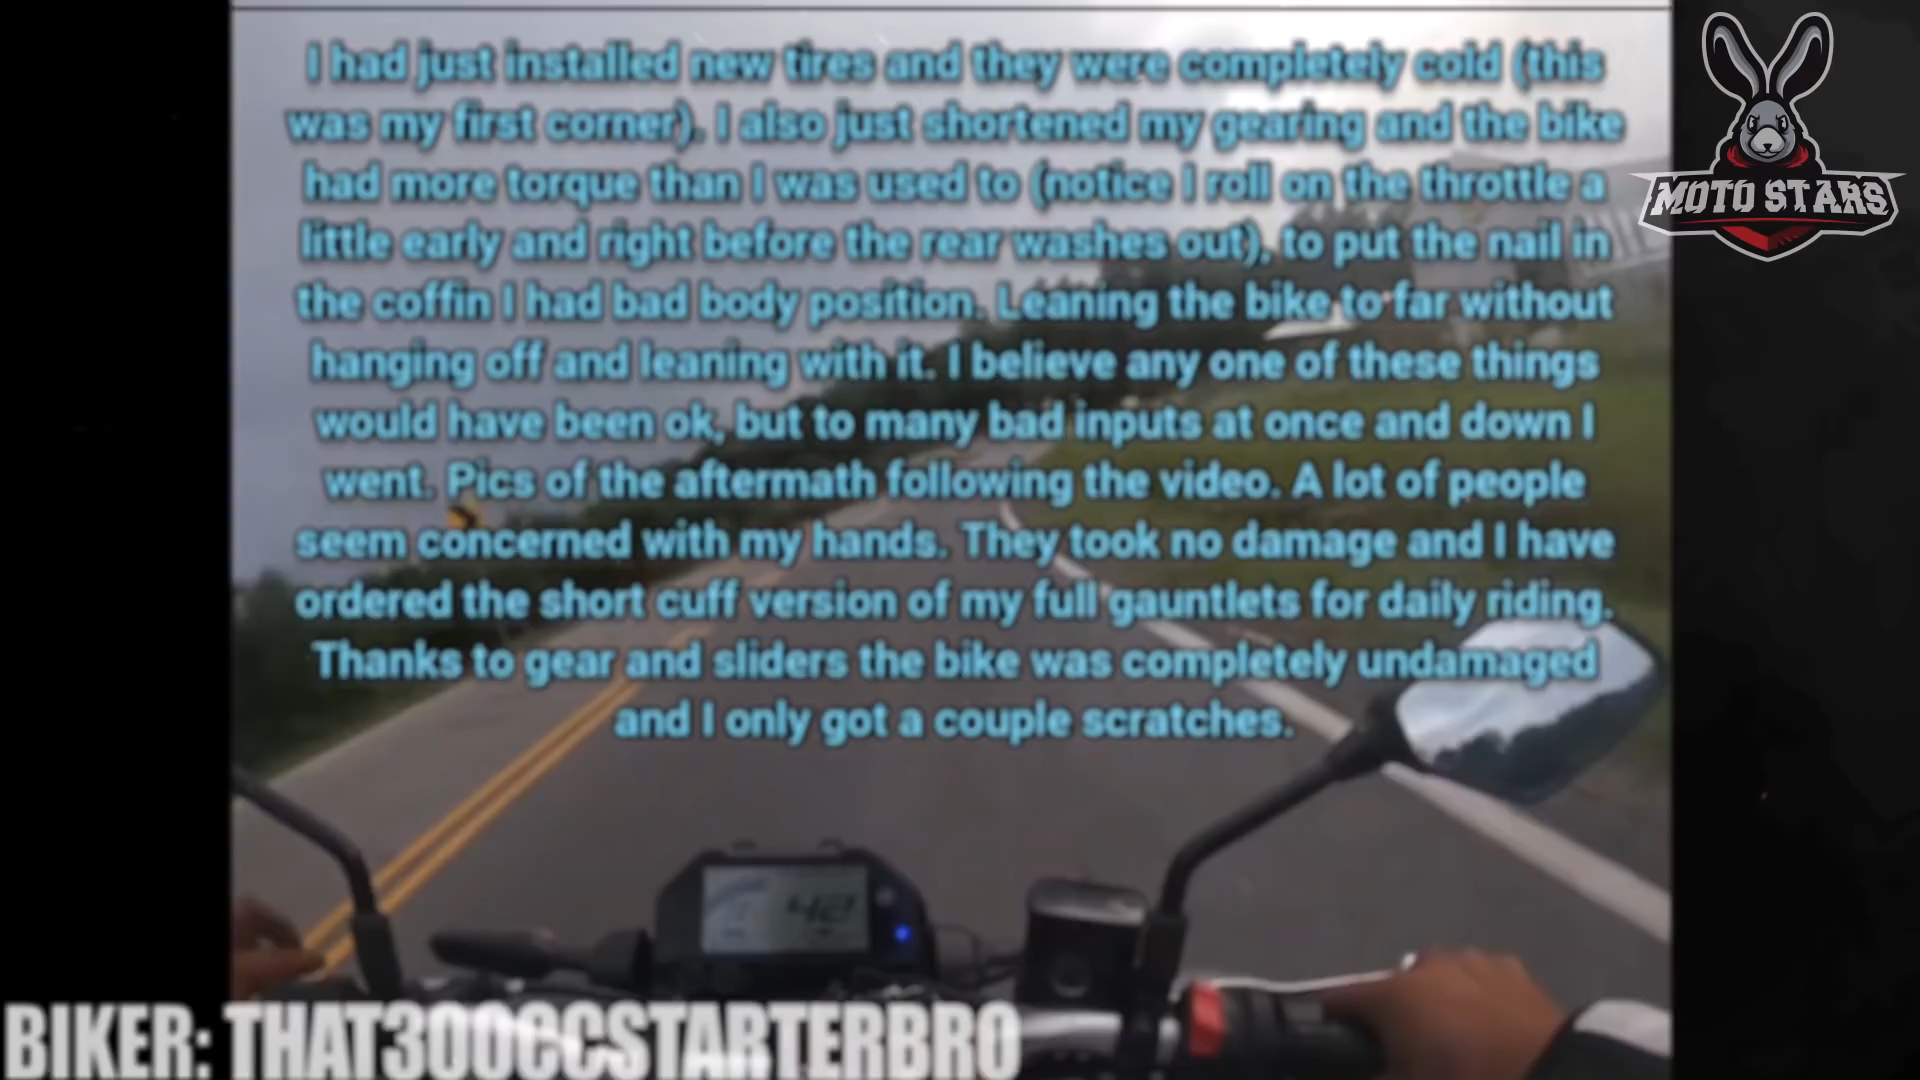 I had just installed new tires and they were completely cold (this
was my first corner). I also just shortened my gearing and the bike
had more torque than I was used to (notice I roll on the throttle a
little early and right before the rear washes out), to put the nail in
the coffin I had bad body position. Leaning the bike to far without
hanging off and leaning with it. I believe any one of these things
would have been ok, but to many bad inputs at once and down I
went. Pics of the aftermath following the video. A lot of people
seem concerned with my hands. They took no damage and I have
ordered the short cuff version of my full gauntlets for daily riding.
Thanks to gear and sliders the bike was completely undamaged
and I only got a couple scratches.
MOTO STARS
42
BIKER: THAT300CCSTARTERBRO